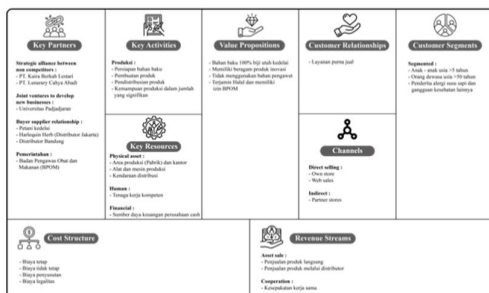 Key Partners
Strategic alliance between
non competitors :
- PT. Kaira Berkah Lestari
- PT. Lumenary Cahya Abadi
Joint ventures to develop
new businesses :
- Universitas Padjadjaran
Buyer supplier relationship :
- Petani kedelai
- Harlequin Herb (Distributor Jakarta)
- Distributor Bandung
Pemerintahan :
- Badan Pengawas Obat dan
Makanan (BPOM)
Key Activities
Produksi :
- Persiapan bahan baku
- Pembuatan produk
- Pendistribusian produk
- Kemampuan produksi dalam jumlah
yang signifikan
Key Resources
Physical asset :
- Area produksi (Pabrik) dan kantor
- Alat dan mesin produksi
- Kendaraan distribusi
Human :
- Tenaga kerja kompeten
Financial :
- Sumber daya keuangan perusahaan cash
Value Propositions
- Bahan baku 100% biji utuh kedelai
- Memiliki beragam produk inovasi
- Tidak menggunakan bahan pengawet
- Terjamin Halal dan memiliki
izin BPOM
Customer Relationships
- Layanan purna jual
Channels
Direct selling :
- Own store
- Web sales
Indirect :
- Partner stores
Customer Segments
Segmented :
- Anak - anak usia >5 tahun
- Orang dewasa usia <50 tahun
- Penderita alergi susu sapi dan
gangguan kesehatan lainnya
Cost Structure
- Biaya tetap
- Biaya tidak tetap
- Biaya penyusutan
- Biaya legalitas
Revenue Streams
Asset sale :
- Penjualan produk langsung
- Penjualan produk melalui distributor
Cooperation :
- Kesepakatan kerja sama